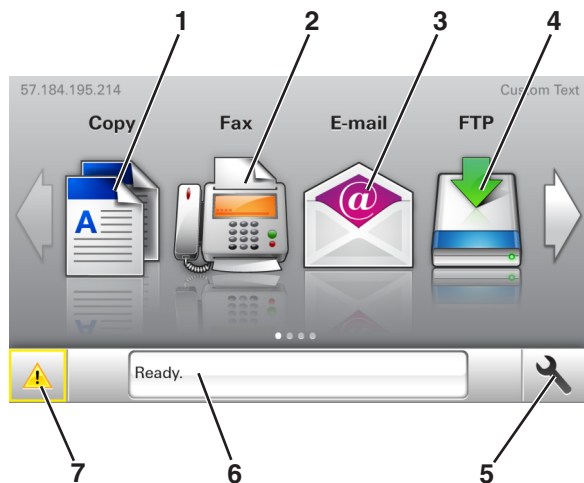 1 2 3 4
57.184.195.214 Custom Text
Copy Fax E-mail FTP
A
@
Ready.
7 6 5